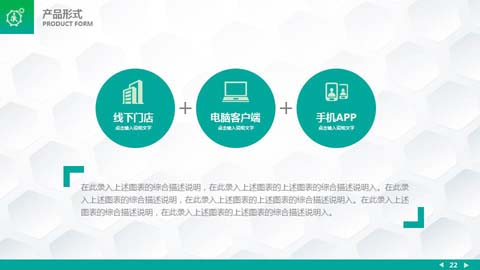 产品形式
PRODUCT FORM
线下门店
点击输入说明文字
电脑客户端
点击输入说明文字
手机APP
点击输入说明文字
在此录入上述图表的综合描述说明，在此录入上述图表的上述图表的综合描述说明入。在此录
入上述图表的综合描述说明，在此录入上述图表的上述图表的综合描述说明入。在此录入上述
图表的综合描述说明，在此录入上述图表的上述图表的综合描述说明入。
22